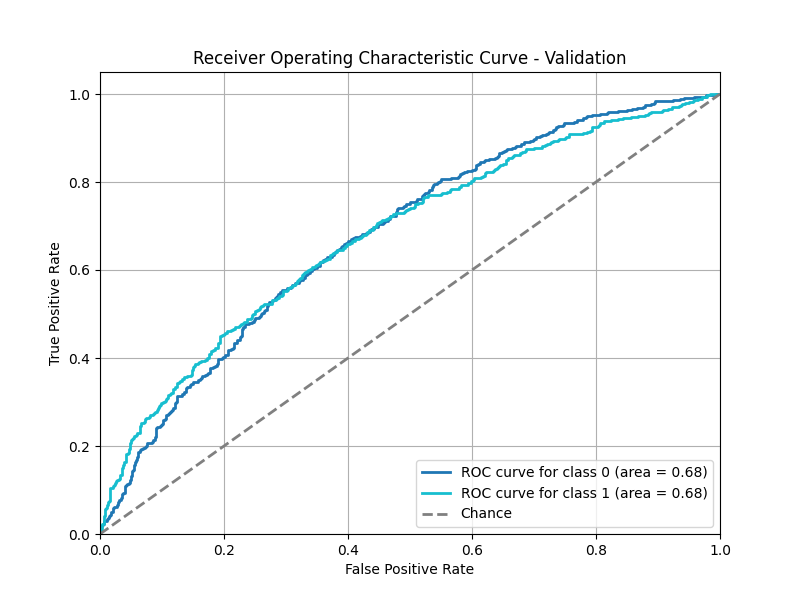 Receiver Operating Characteristic Curve - Validation
True Positive Rate
1.0
0.8
0.6
0.4
0.2
0.0
ROC curve for class 0 (area = 0.68)
ROC curve for class 1 (area = 0.68)
Chance
0.0 0.2 0.4 0.6 0.8 1.0
False Positive Rate